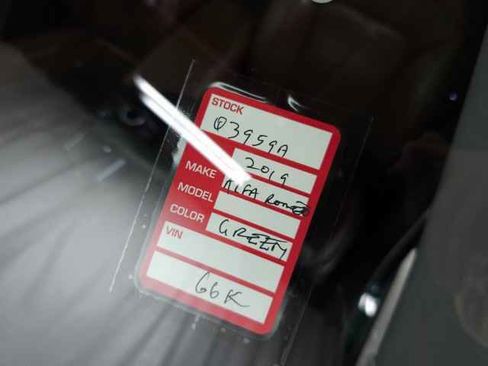 STOCK
Q3959A
2019
MAKE ALFA ROMEO
MODEL
COLOR GREEN
VIN
66K